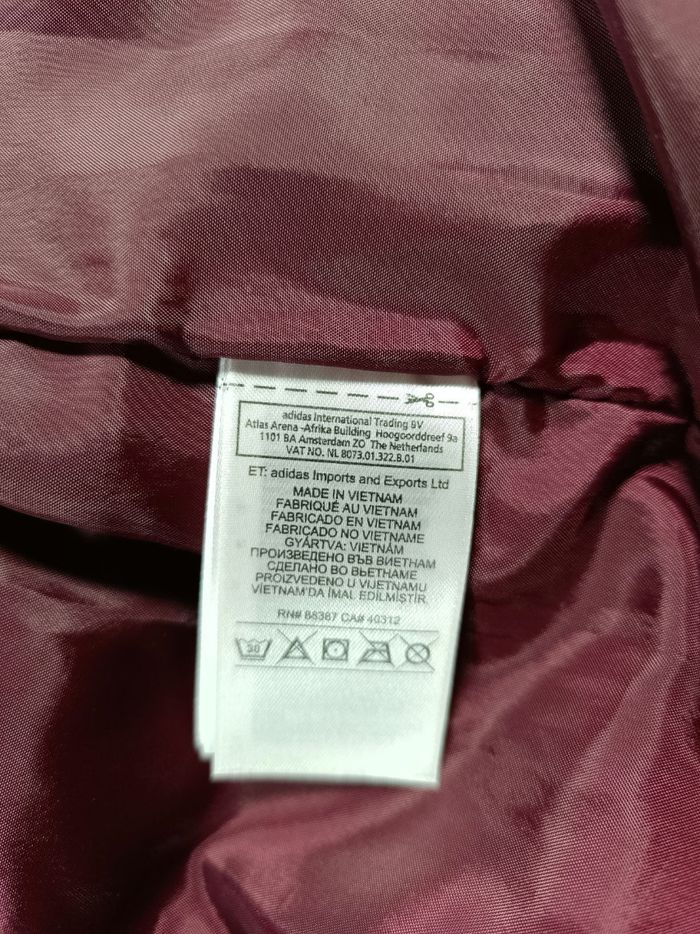 adidas International Trading BV
Atlas Arena -Afrika Building Hoogoorddreef 9a
1101 BA Amsterdam ZO The Netherlands
VAT NO. NL 8073.01.322.B.01
ET: adidas Imports and Exports Ltd
MADE IN VIETNAM
FABRIQUÉ AU VIETNAM
FABRICADO EN VIETNAM
FABRICADO NO VIETNAME
GYÁRTVA: VIETNÁM
ПРОИЗВЕДЕНО ВЪВ ВИЕТНАМ
СДЕЛАНО ВО ВЬЕТНАМЕ
PROIZVEDENO U VIJETNAMU
VİETNAM'DA İMAL EDİLMİŞTİR.
RN# 88387 CA# 40312
30